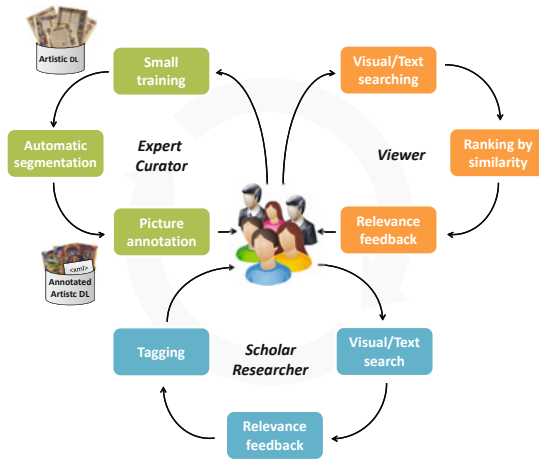 Artistic DL
Small
training
Visual/Text
searching
Automatic
segmentation
Expert
Curator
Viewer
Ranking by
similarity
Picture
annotation
Relevance
feedback
<xml>
Annotated
Artistc DL
Tagging
Scholar
Researcher
Visual/Text
search
Relevance
feedback